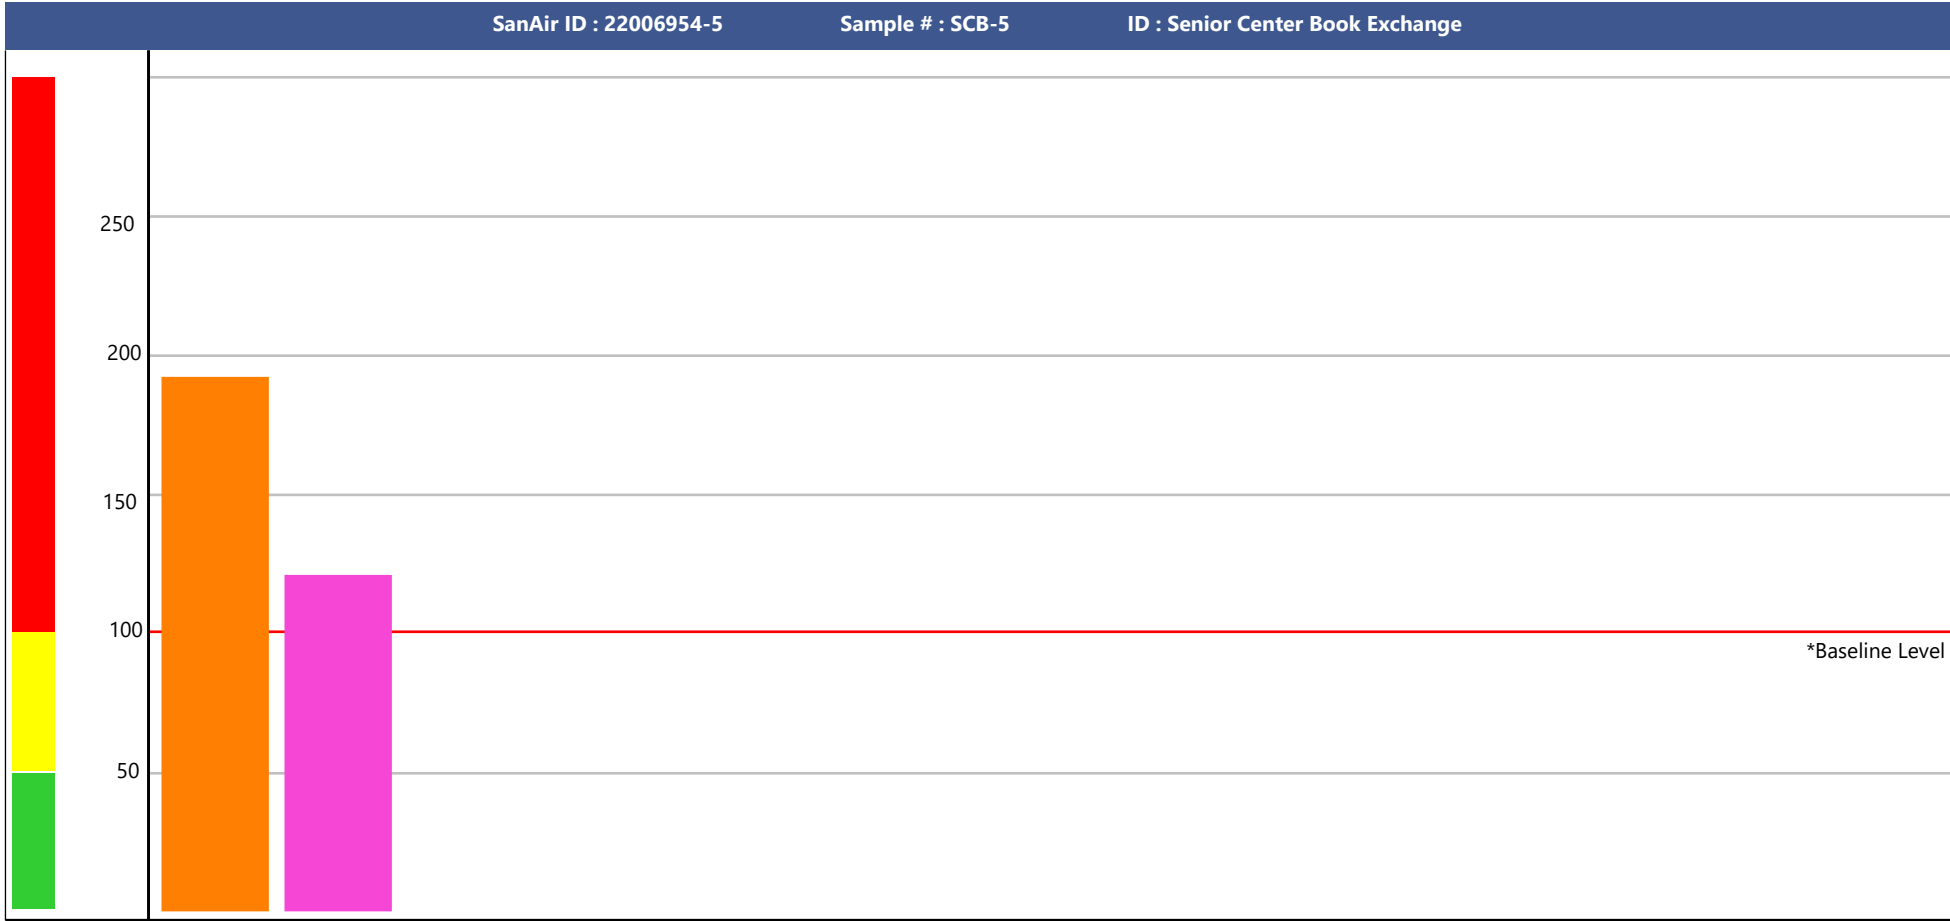 SanAir ID : 22006954-5 Sample # : SCB-5 ID : Senior Center Book Exchange
250
200
150
100
*Baseline Level
50